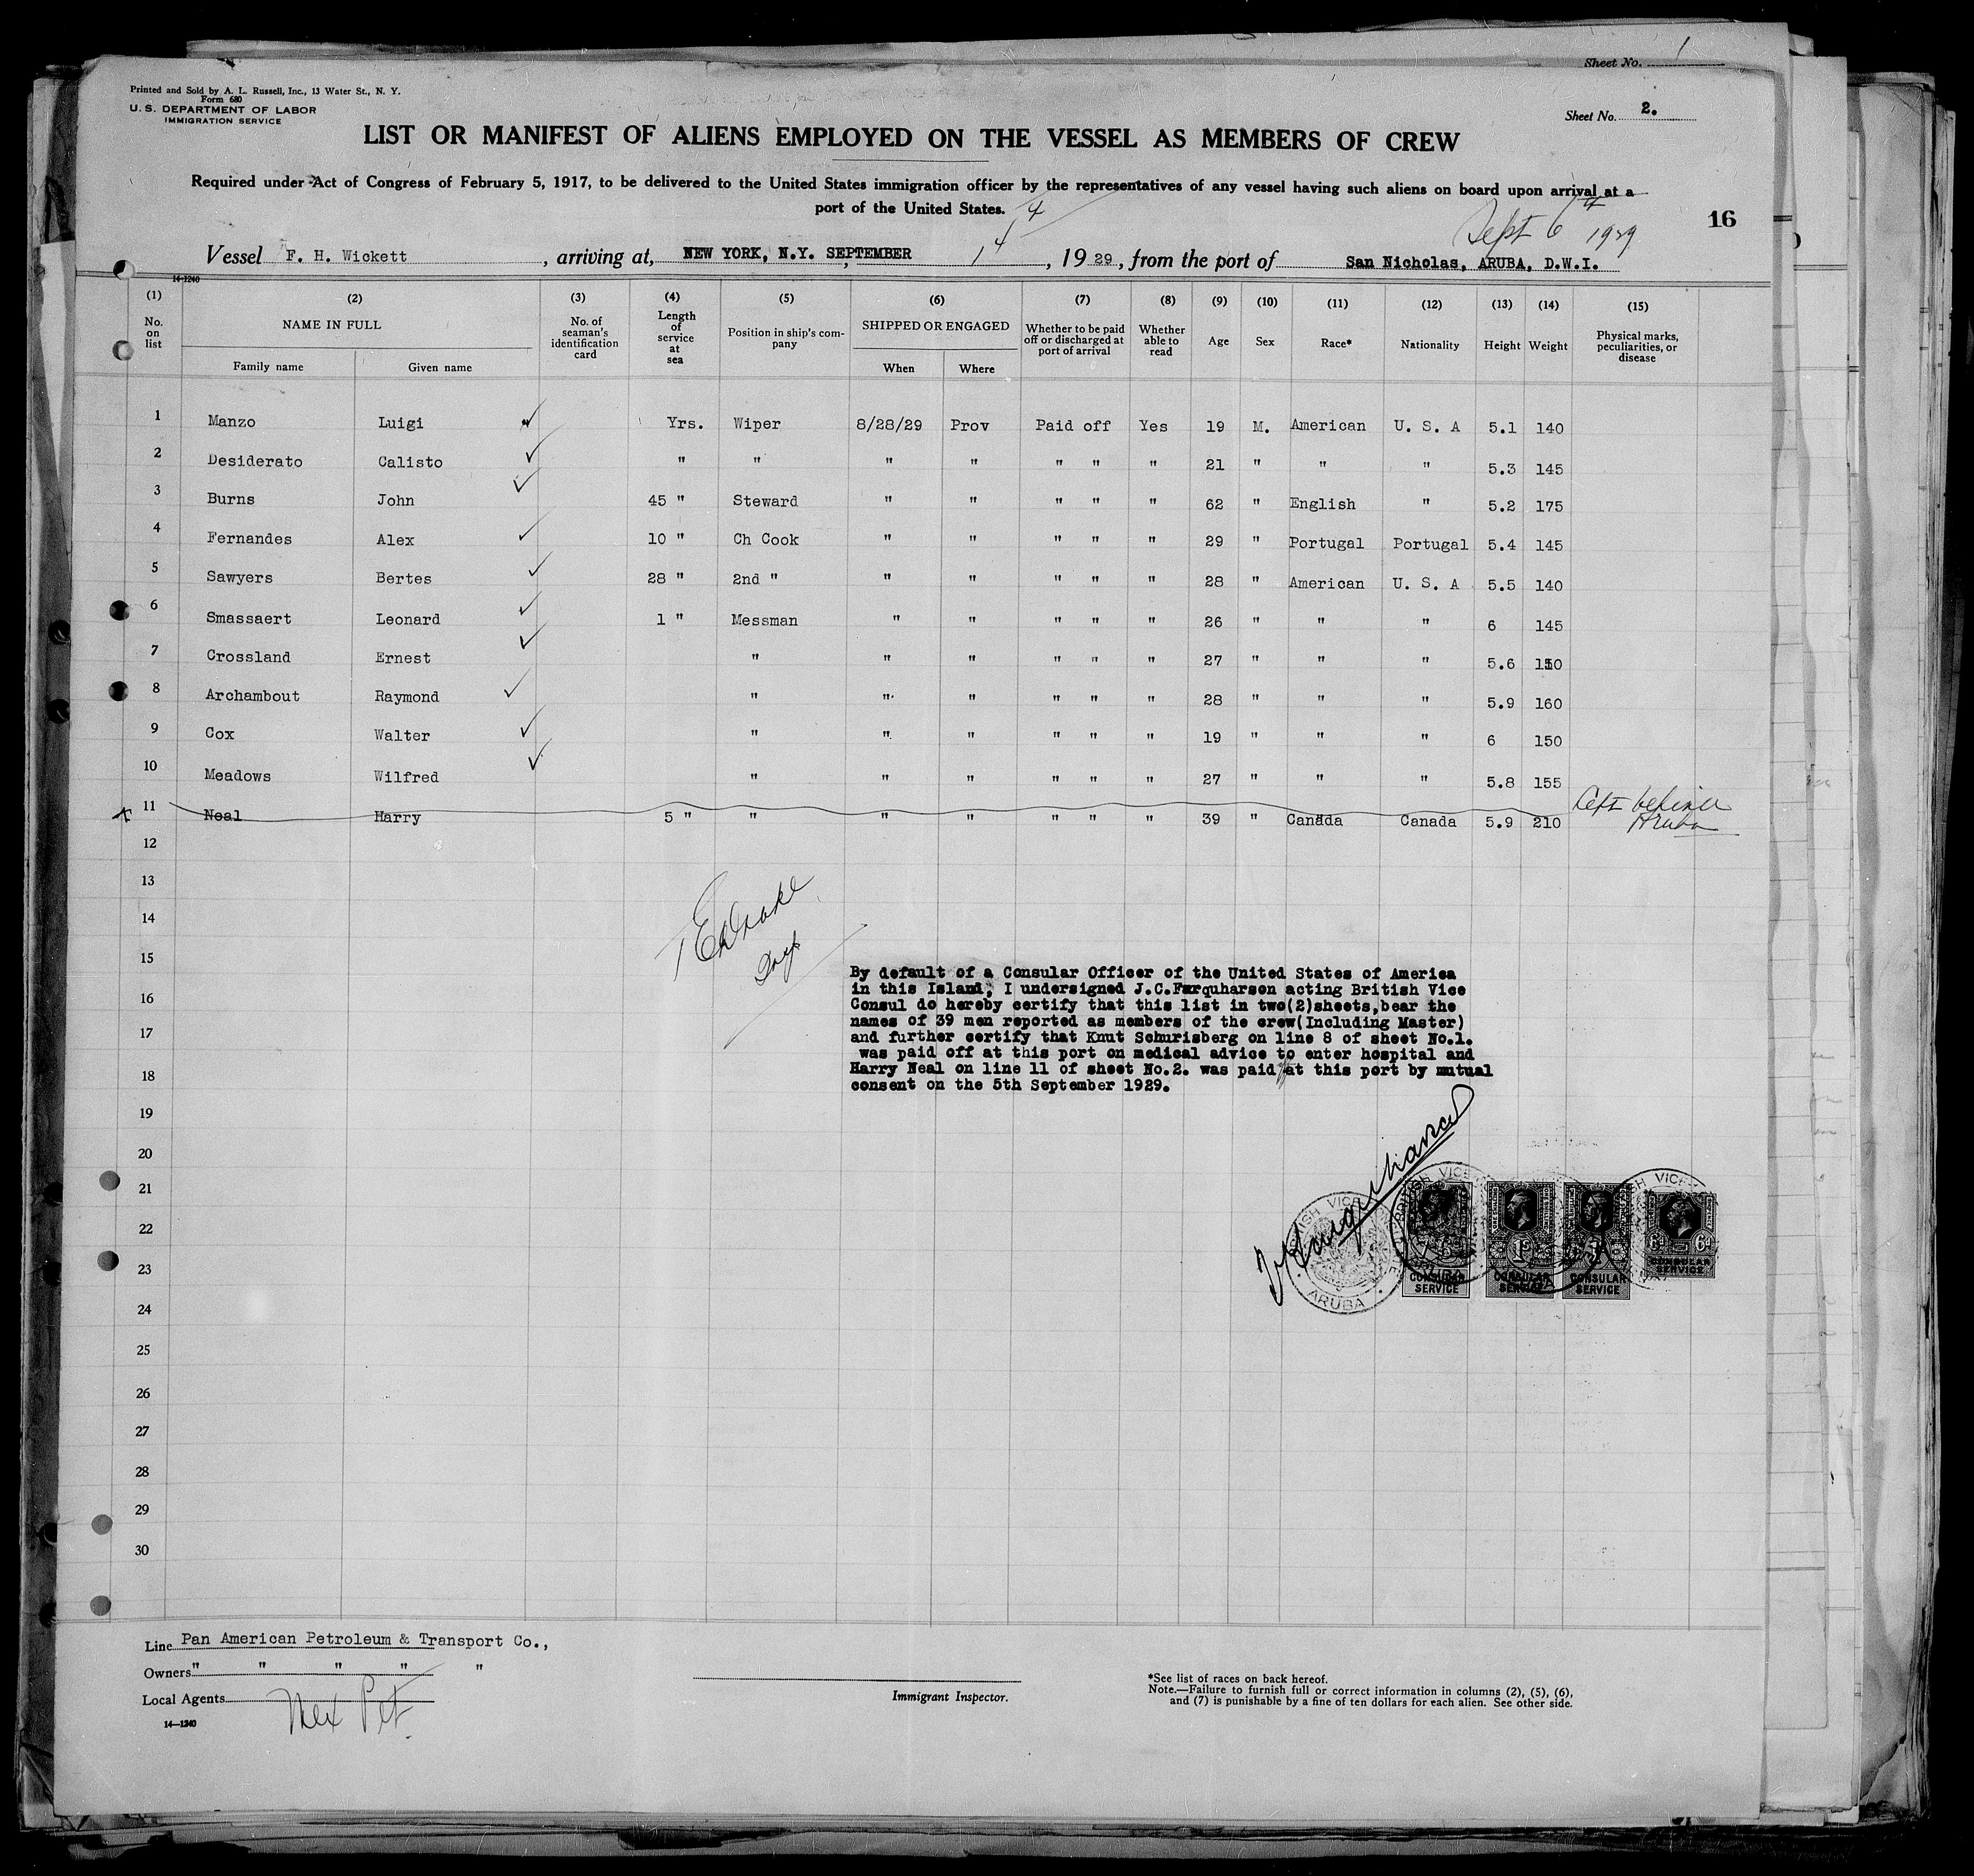 Sheet No. 1
Printed and Sold by A. L. Russell, Inc., 13 Water St., N. Y.
Form 680
U. S. DEPARTMENT OF LABOR
IMMIGRATION SERVICE
Sheet No. 2.
LIST OR MANIFEST OF ALIENS EMPLOYED ON THE VESSEL AS MEMBERS OF CREW
Required under Act of Congress of February 5, 1917, to be delivered to the United States immigration officer by the representatives of any vessel having such aliens on board upon arrival at a
port of the United States. 4
Sept 6th 1929
16
Vessel F. H. Wickett, arriving at, NEW YORK, N.Y. SEPTEMBER 14, 1929, from the port of San Nicholas, ARUBA, D.W.I.
14-1240
(1) (2) (3) (4) (5) (6) (7) (8) (9) (10) (11) (12) (13) (14) (15)
No. on list NAME IN FULL No. of seaman's identification card Length of service at sea Position in ship's company SHIPPED OR ENGAGED Whether to be paid off or discharged at port of arrival Whether able to read Age Sex Race* Nationality Height Weight Physical marks, peculiarities, or disease
Family name Given name When Where
1 Manzo Luigi Yrs. Wiper 8/28/29 Prov Paid off Yes 19 M. American U. S. A 5.1 140
2 Desiderato Calisto " " " " " " " 21 " " " 5.3 145
3 Burns John 45 " Steward " " " " " 62 " English " 5.2 175
4 Fernandes Alex 10 " Ch Cook " " " " " 29 " Portugal Portugal 5.4 145
5 Sawyers Bertes 28 " 2nd " " " " " " 28 " American U. S. A 5.5 140
6 Smassaert Leonard 1 " Messman " " " " " 26 " " " 6 145
7 Crossland Ernest " " " " " " 27 " " " 5.6 150
8 Archambout Raymond " " " " " " 28 " " " 5.9 160
9 Cox Walter " " " " " " 19 " " " 6 150
10 Meadows Wilfred " " " " " " 27 " " " 5.8 155
x 11 Neal Harry 5 " " " " " " " 39 " Canada Canada 5.9 210 Left behind Aruba
12
13
14
15
16
17
18
19
20
21
22
23
24
25
26
27
28
29
30
By default of a Consular Officer of the United States of America
in this Island; I undersigned J.C.Farquharson acting British Vice
Consul do hereby certify that this list in two(2)sheets,bear the
names of 39 men reported as members of the crew(Including Master)
and further certify that Knut Schurisberg on line 8 of sheet No.1.
was paid off at this port on medical advice to enter hospital and
Harry Neal on line 11 of sheet No.2. was paid off at this port by mutual
consent on the 5th September 1929.
ARUBA
CONSULAR SERVICE
CONSULAR SERVICE
CONSULAR SERVICE
6d 6d
CONSULAR SERVICE
Line Pan American Petroleum & Transport Co.,
Owners " " " " "
Local Agents Mex Pet.
14—1240
Immigrant Inspector.
*See list of races on back hereof.
Note.—Failure to furnish full or correct information in columns (2), (5), (6),
and (7) is punishable by a fine of ten dollars for each alien. See other side.